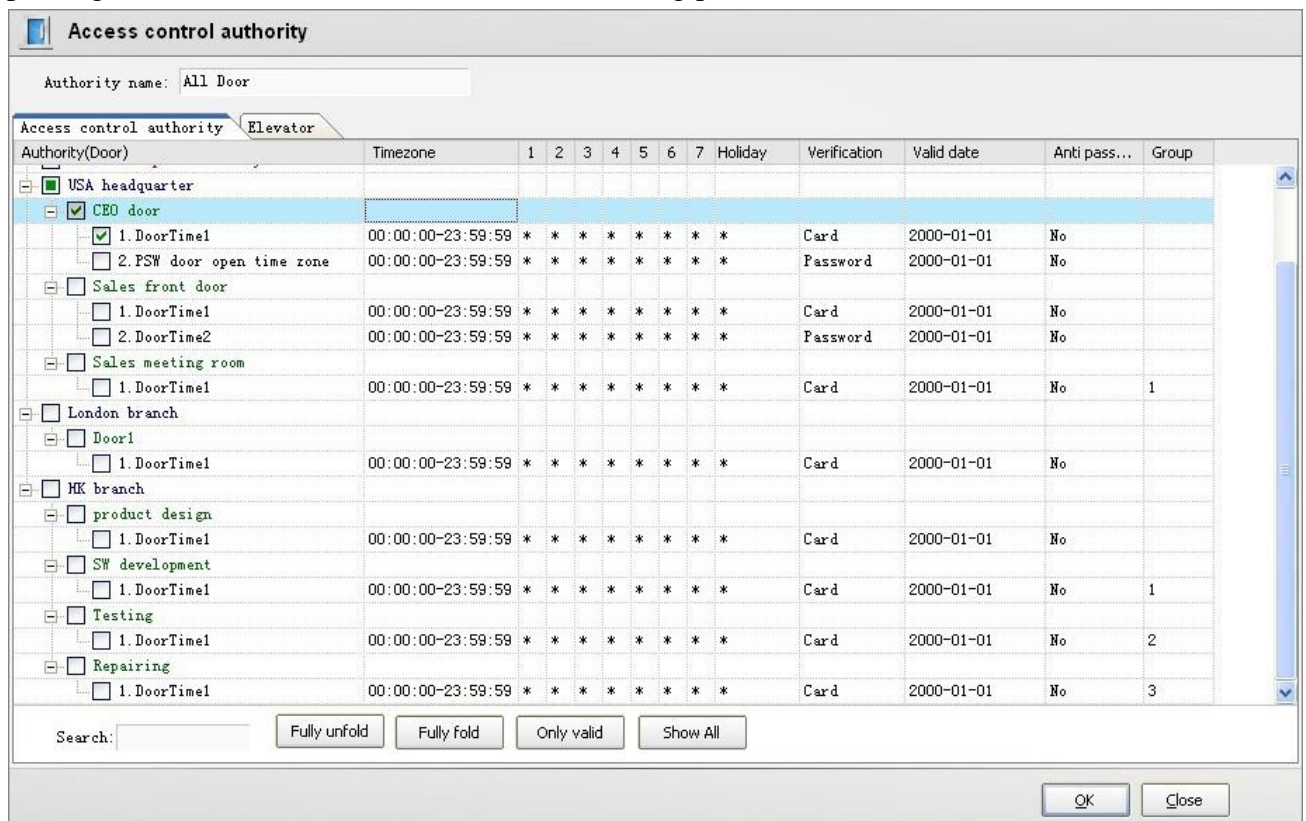 Access control authority
Authority name: All Door
Access control authority Elevator
Authority(Door) Timezone 1 2 3 4 5 6 7 Holiday Verification Valid date Anti pass... Group
USA headquarter
CEO door
1.DoorTime1 00:00:00-23:59:59 * * * * * * * * Card 2000-01-01 No
2.PSW door open time zone 00:00:00-23:59:59 * * * * * * * * Password 2000-01-01 No
Sales front door
1.DoorTime1 00:00:00-23:59:59 * * * * * * * * Card 2000-01-01 No
2.DoorTime2 00:00:00-23:59:59 * * * * * * * * Password 2000-01-01 No
Sales meeting room
1.DoorTime1 00:00:00-23:59:59 * * * * * * * * Card 2000-01-01 No 1
London branch
Door1
1.DoorTime1 00:00:00-23:59:59 * * * * * * * * Card 2000-01-01 No
HK branch
product design
1.DoorTime1 00:00:00-23:59:59 * * * * * * * * Card 2000-01-01 No
SW development
1.DoorTime1 00:00:00-23:59:59 * * * * * * * * Card 2000-01-01 No 1
Testing
1.DoorTime1 00:00:00-23:59:59 * * * * * * * * Card 2000-01-01 No 2
Repairing
1.DoorTime1 00:00:00-23:59:59 * * * * * * * * Card 2000-01-01 No 3
Search: Fully unfold Fully fold Only valid Show All
OK Close